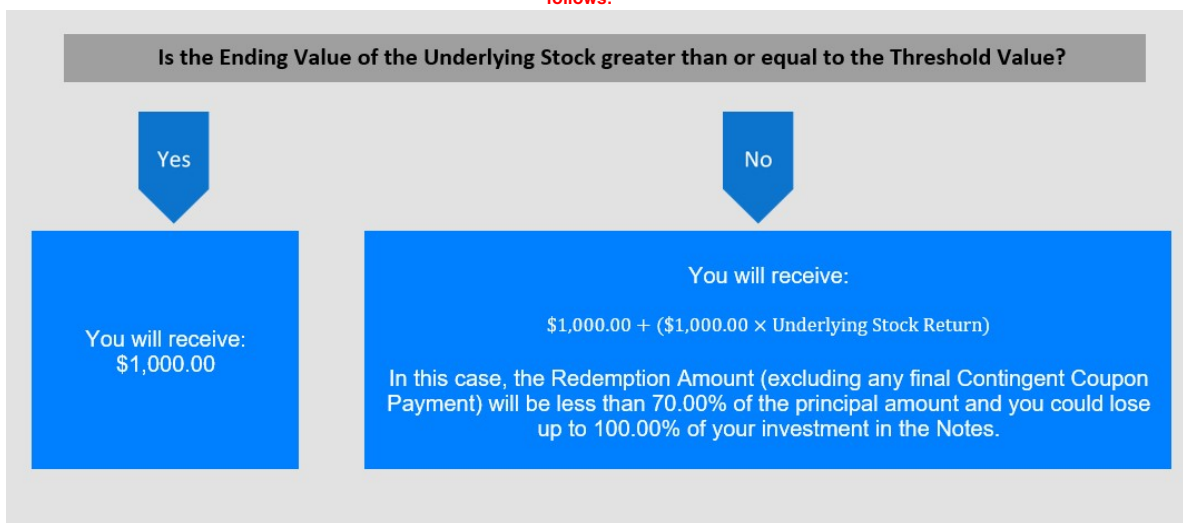 follows:
Is the Ending Value of the Underlying Stock greater than or equal to the Threshold Value?
Yes
No
You will receive:
$1,000.00
You will receive:
$1,000.00 + ($1,000.00 × Underlying Stock Return)
In this case, the Redemption Amount (excluding any final Contingent Coupon
Payment) will be less than 70.00% of the principal amount and you could lose
up to 100.00% of your investment in the Notes.